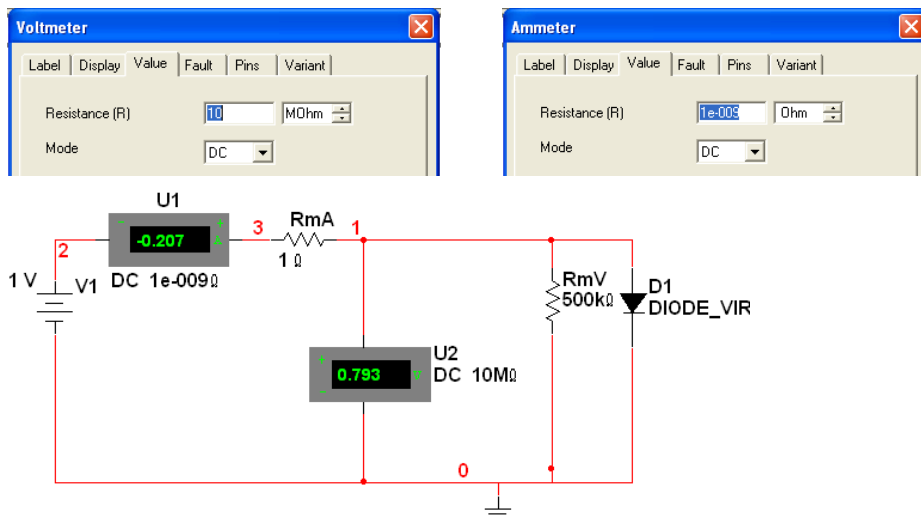 Voltmeter
Label Display Value Fault Pins Variant
Resistance (R) 10 MOhm
Mode DC
Ammeter
Label Display Value Fault Pins Variant
Resistance (R) 1e-009 Ohm
Mode DC
U1
- +
-0.207 A
DC 1e-009Ω
2
3
RmA
1Ω
1
1 V
V1
RmV
500kΩ
D1
DIODE_VIR
U2
+
0.793 V
-
DC 10MΩ
0